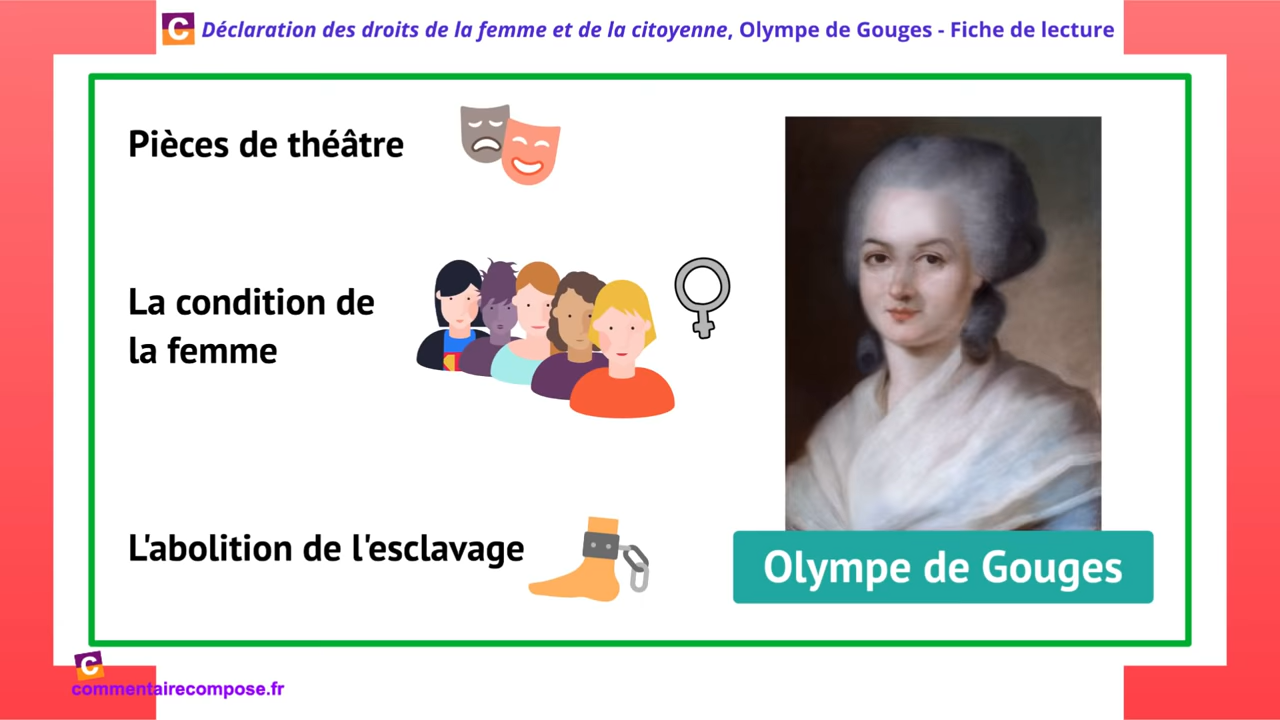 C Déclaration des droits de la femme et de la citoyenne, Olympe de Gouges - Fiche de lecture
Pièces de théâtre
La condition de
la femme
L'abolition de l'esclavage
Olympe de Gouges
C
commentairecompose.fr